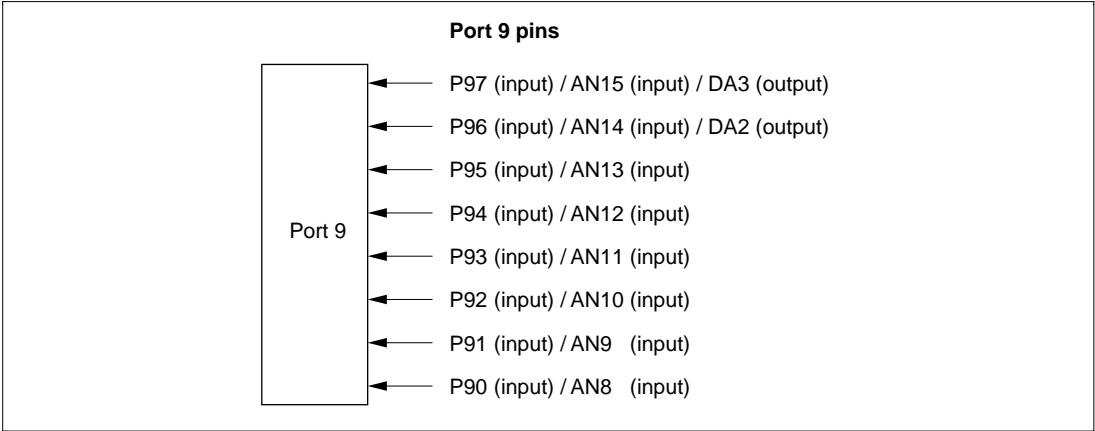 Port 9 pins
P97 (input) / AN15 (input) / DA3 (output)
P96 (input) / AN14 (input) / DA2 (output)
P95 (input) / AN13 (input)
P94 (input) / AN12 (input)
Port 9
P93 (input) / AN11 (input)
P92 (input) / AN10 (input)
P91 (input) / AN9 (input)
P90 (input) / AN8 (input)